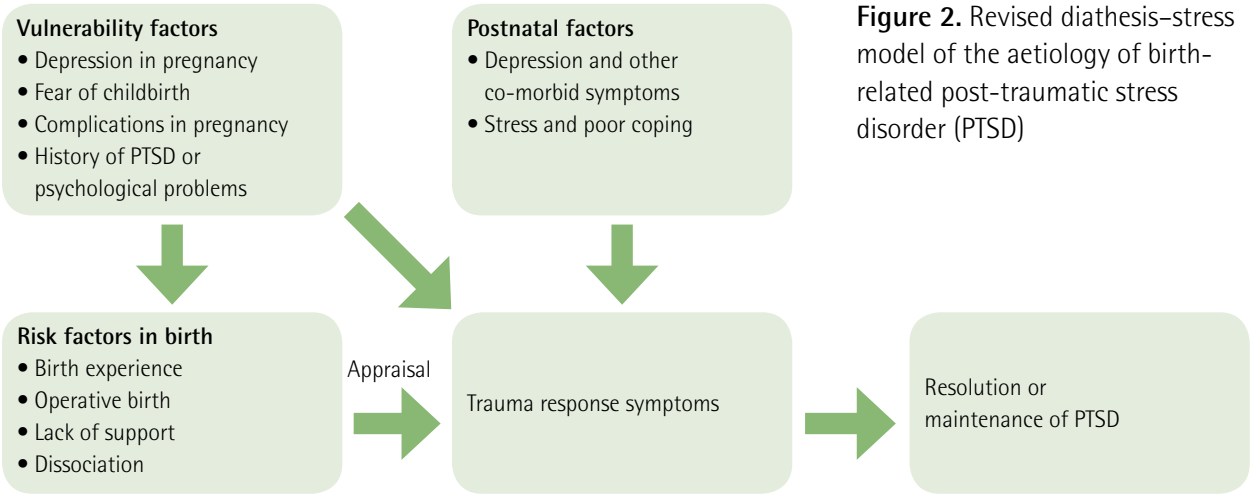 Vulnerability factors
• Depression in pregnancy
• Fear of childbirth
• Complications in pregnancy
• History of PTSD or
psychological problems
Postnatal factors
• Depression and other
co-morbid symptoms
• Stress and poor coping
Figure 2. Revised diathesis–stress
model of the aetiology of birth-
related post-traumatic stress
disorder (PTSD)
Risk factors in birth
• Birth experience
• Operative birth
• Lack of support
• Dissociation
Appraisal
Trauma response symptoms
Resolution or
maintenance of PTSD